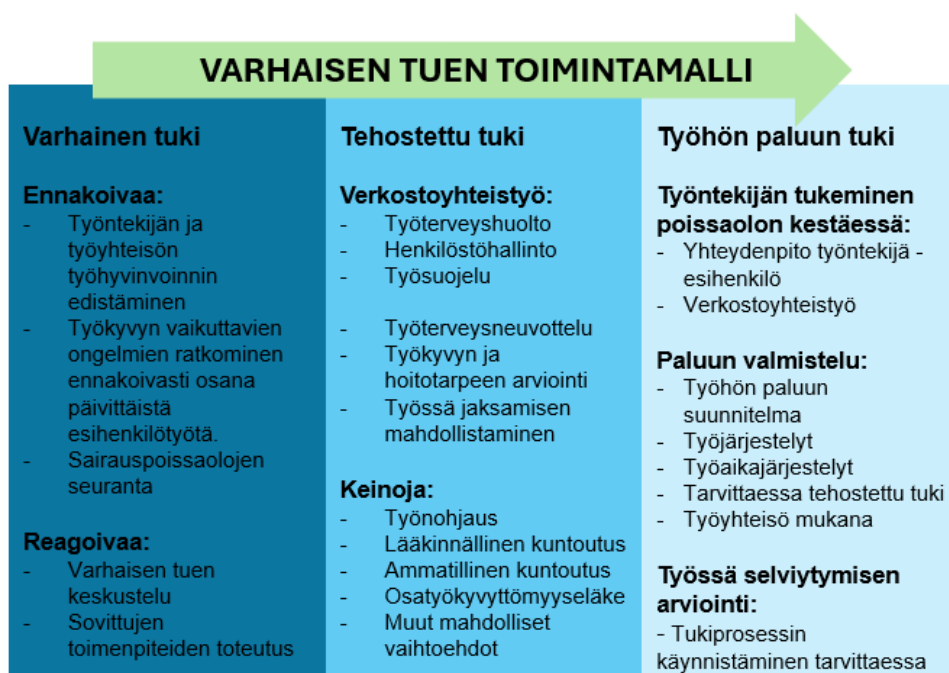 VARHAISEN TUEN TOIMINTAMALLI
Varhainen tuki
Ennakoivaa:
- Työntekijän ja
työyhteisön
työhyvinvoinnin
edistäminen
- Työkyvyn vaikuttavien
ongelmien ratkominen
ennakoivasti osana
päivittäistä
esihenkilötyötä.
- Sairauspoissaolojen
seuranta
Reagoivaa:
- Varhaisen tuen
keskustelu
- Sovittujen
toimenpiteiden toteutus
Tehostettu tuki
Verkostoyhteistyö:
- Työterveyshuolto
- Henkilöstöhallinto
- Työsuojelu
- Työterveysneuvottelu
- Työkyvyn ja
hoitotarpeen arviointi
- Työssä jaksamisen
mahdollistaminen
Keinoja:
- Työnohjaus
- Lääkinnällinen kuntoutus
- Ammatillinen kuntoutus
- Osatyökyvyttömyyseläke
- Muut mahdolliset
vaihtoehdot
Työhön paluun tuki
Työntekijän tukeminen
poissaolon kestäessä:
- Yhteydenpito työntekijä -
esihenkilö
- Verkostoyhteistyö
Paluun valmistelu:
- Työhön paluun
suunnitelma
- Työjärjestelyt
- Työaikajärjestelyt
- Tarvittaessa tehostettu tuki
- Työyhteisö mukana
Työssä selviytymisen
arviointi:
- Tukiprosessin
käynnistäminen tarvittaessa